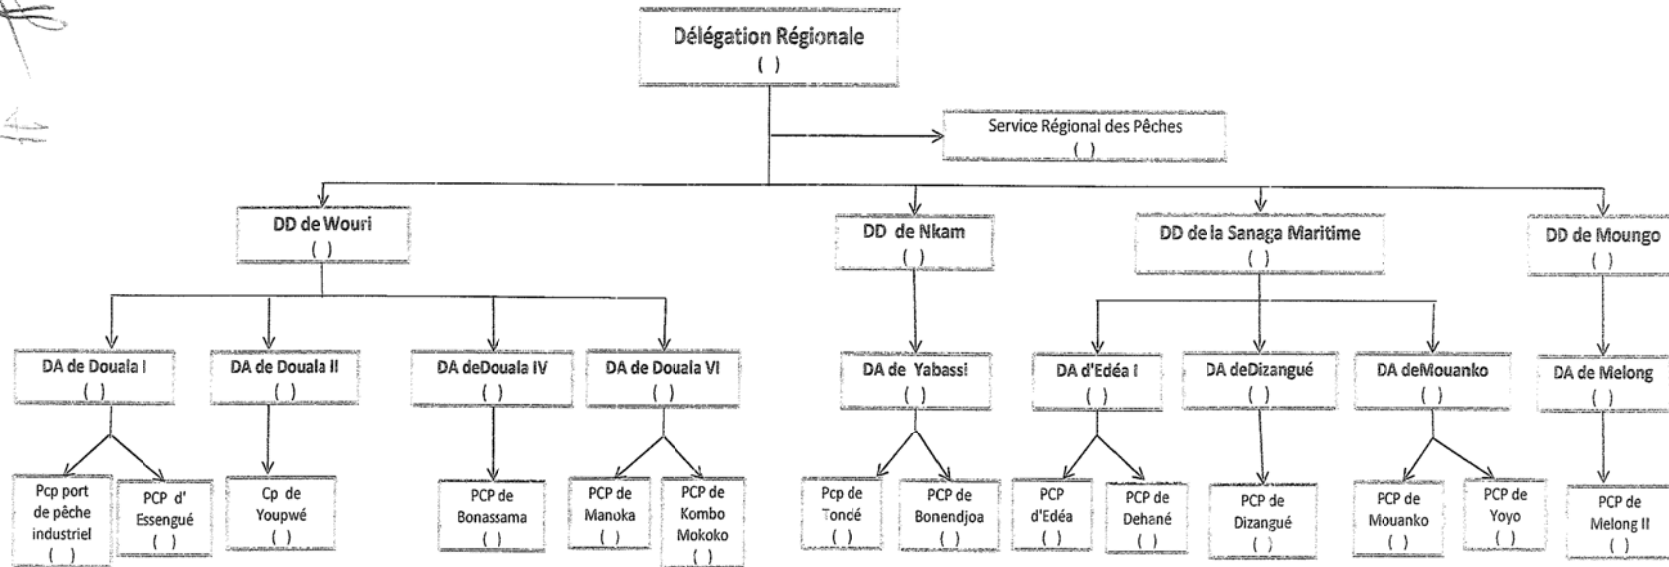 Délégation Régionale
( )
Service Régional des Pêches
( )
DD de Wouri
( )
DD de Nkam
( )
DD de la Sanaga Maritime
( )
DD de Moungo
( )
DA de Douala I
( )
DA de Douala II
( )
DA deDouala IV
( )
DA de Douala VI
( )
DA de Yabassi
( )
DA d'Edéa I
( )
DA deDizangué
( )
DA deMouanko
( )
DA de Melong
( )
Pcp port
de pêche
industriel
( )
PCP d'
Essengué
( )
Cp de
Youpwé
( )
PCP de
Bonassama
( )
PCP de
Manoka
( )
PCP de
Kombo
Mokoko
( )
Pcp de
Tondé
( )
PCP de
Bonendjoa
( )
PCP
d'Edéa
( )
PCP de
Dehané
( )
PCP de
Dizangué
( )
PCP de
Mouanko
( )
PCP de
Yoyo
( )
PCP de
Melong II
( )